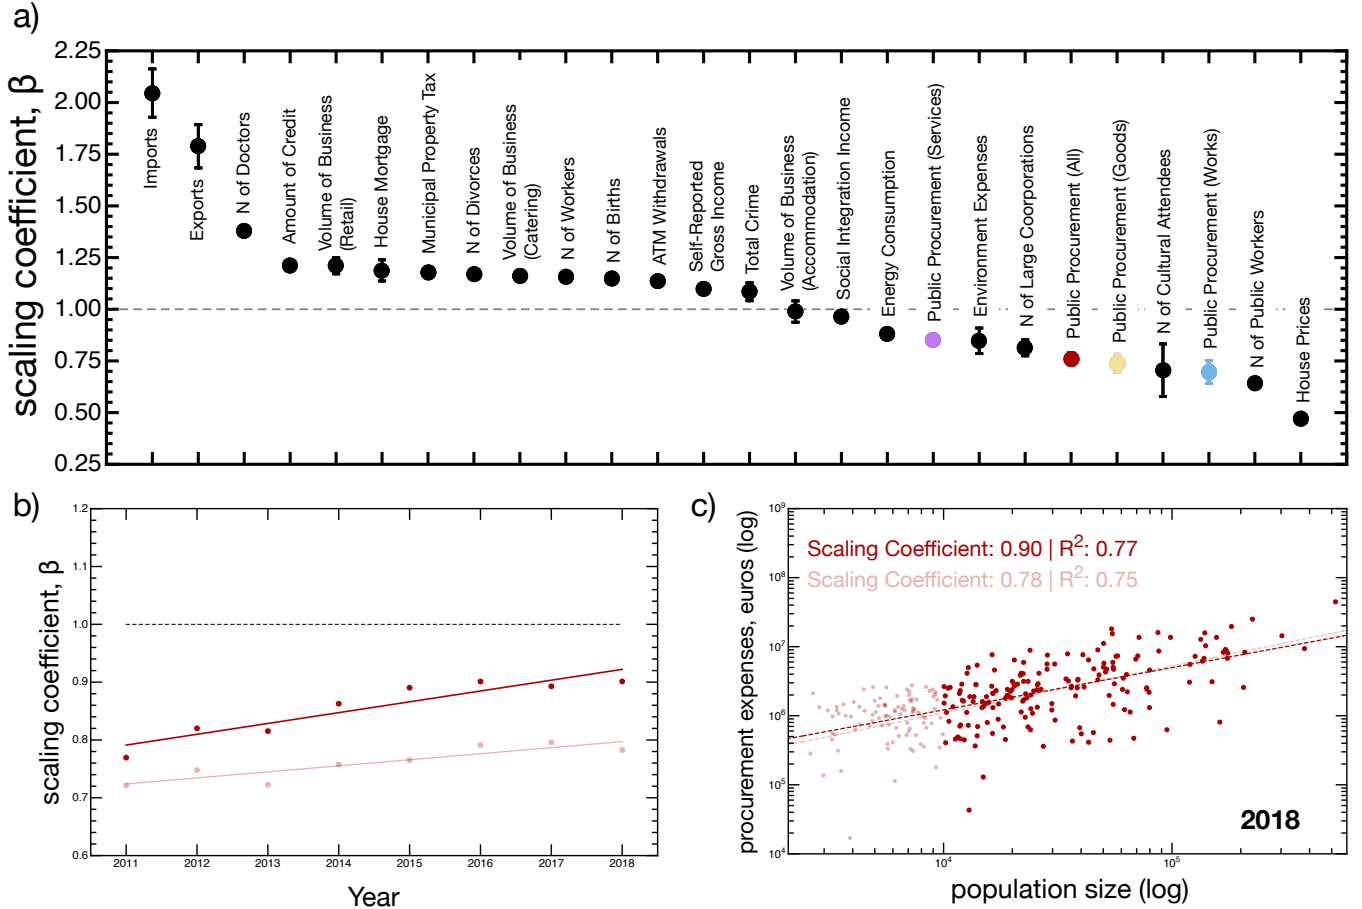 a)
scaling coefficient, β
2.25
2.00
1.75
1.50
1.25
1.00
0.75
0.50
0.25
Imports
Exports
N of Doctors
Amount of Credit
Volume of Business
(Retail)
House Mortgage
Municipal Property Tax
N of Divorces
Volume of Business
(Catering)
N of Workers
N of Births
ATM Withdrawals
Self-Reported
Gross Income
Total Crime
Volume of Business
(Accommodation)
Social Integration Income
Energy Consumption
Public Procurement (Services)
Environment Expenses
N of Large Coorporations
Public Procurement (All)
Public Procurement (Goods)
N of Cultural Attendees
Public Procurement (Works)
N of Public Workers
House Prices
b)
scaling coefficient, β
1.2
1.1
1.0
0.9
0.8
0.7
0.6
2011
2012
2013
2014
2015
2016
2017
2018
Year
c)
procurement expenses, euros (log)
10⁹
10⁸
10⁷
10⁶
10⁵
10⁴
Scaling Coefficient: 0.90 | R²: 0.77
Scaling Coefficient: 0.78 | R²: 0.75
2018
10⁴
10⁵
population size (log)